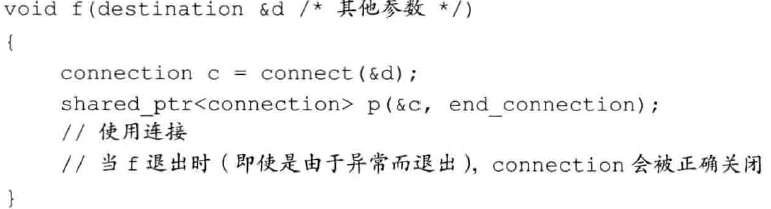 void f(destination &d /* 其他参数 */)
{
    connection c = connect(&d);
    shared_ptr<connection> p(&c, end_connection);
    // 使用连接
    // 当 f 退出时（即使是由于异常而退出），connection 会被正确关闭
}